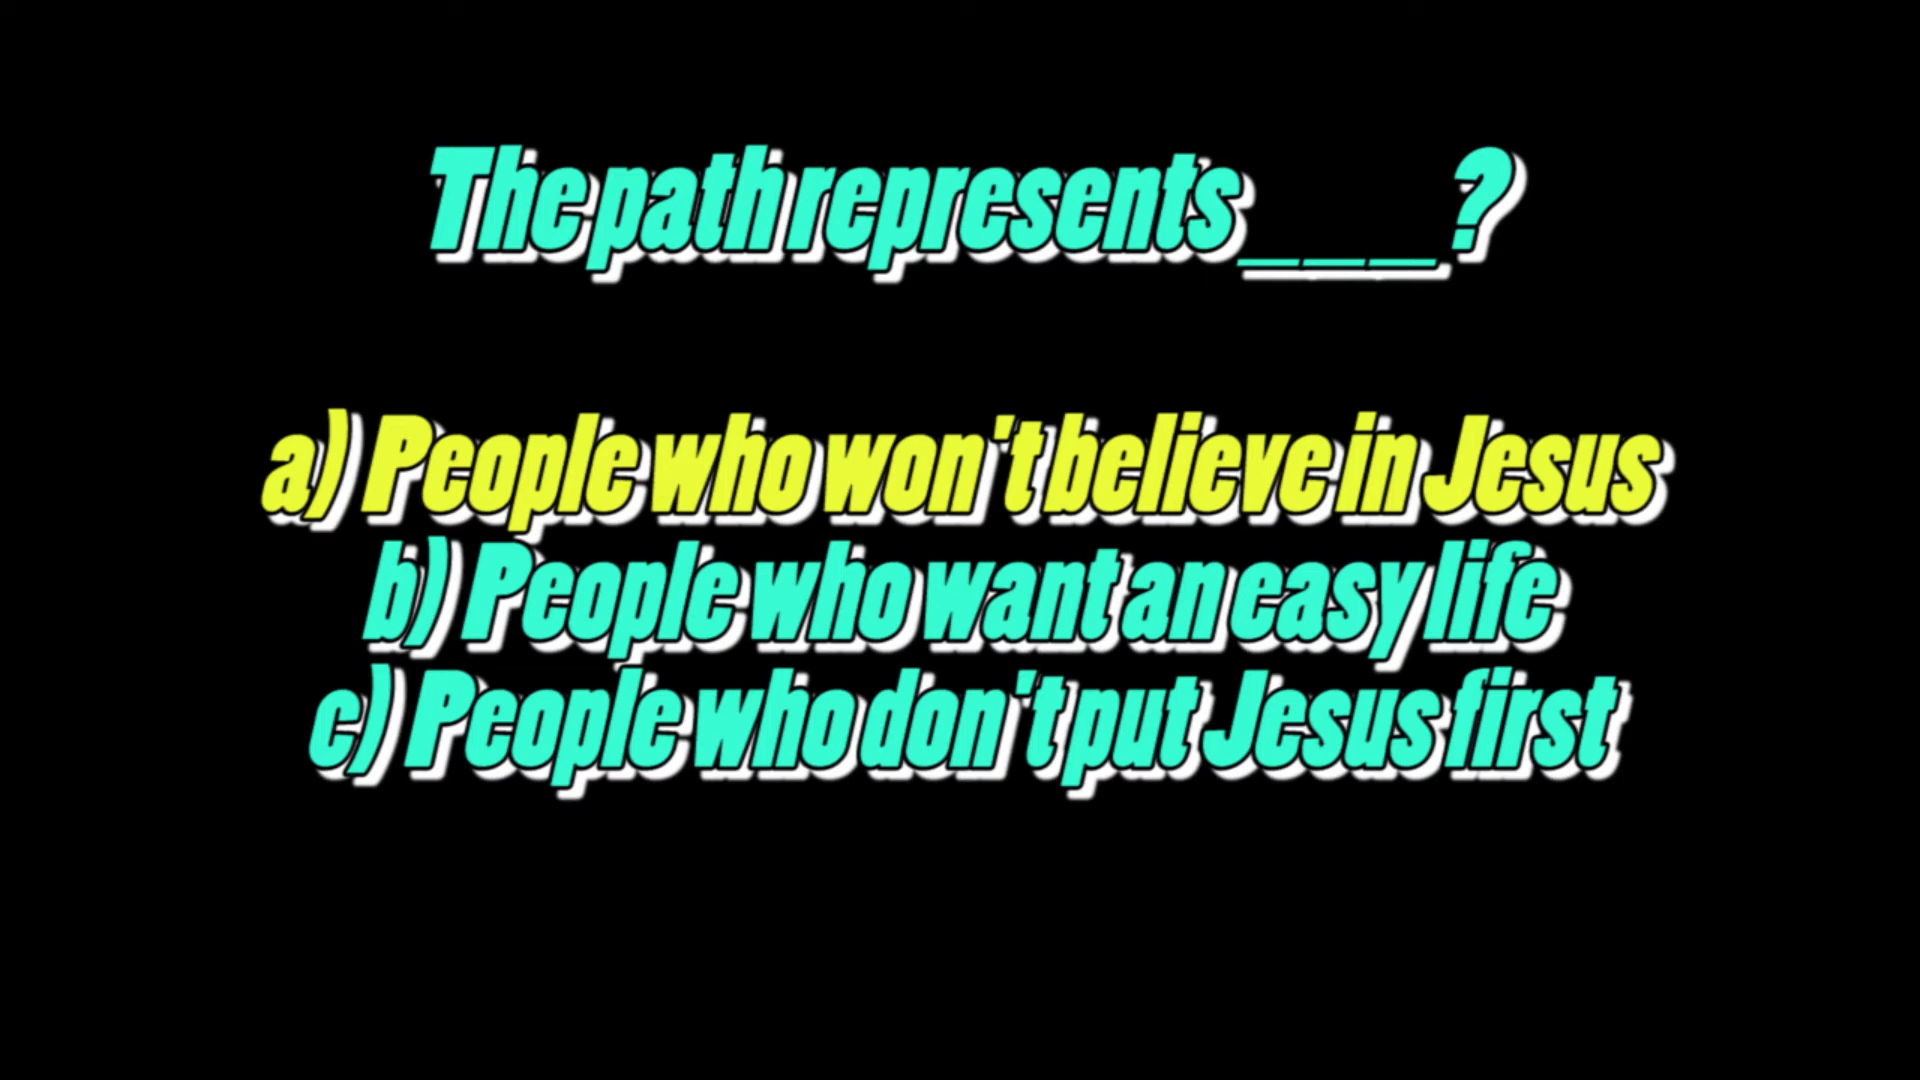 The path represents ___?
a) People who won't believe in Jesus
b) People who want an easy life
c) People who don't put Jesus first